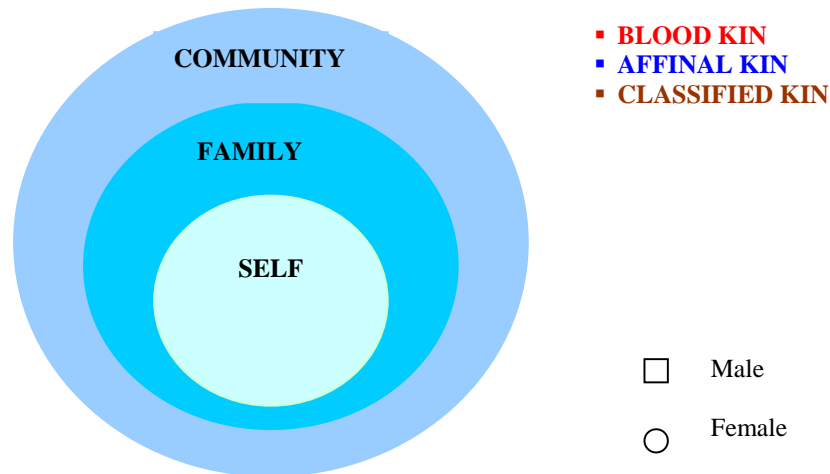 COMMUNITY
FAMILY
SELF
▪ BLOOD KIN
▪ AFFINAL KIN
▪ CLASSIFIED KIN
Male
Female